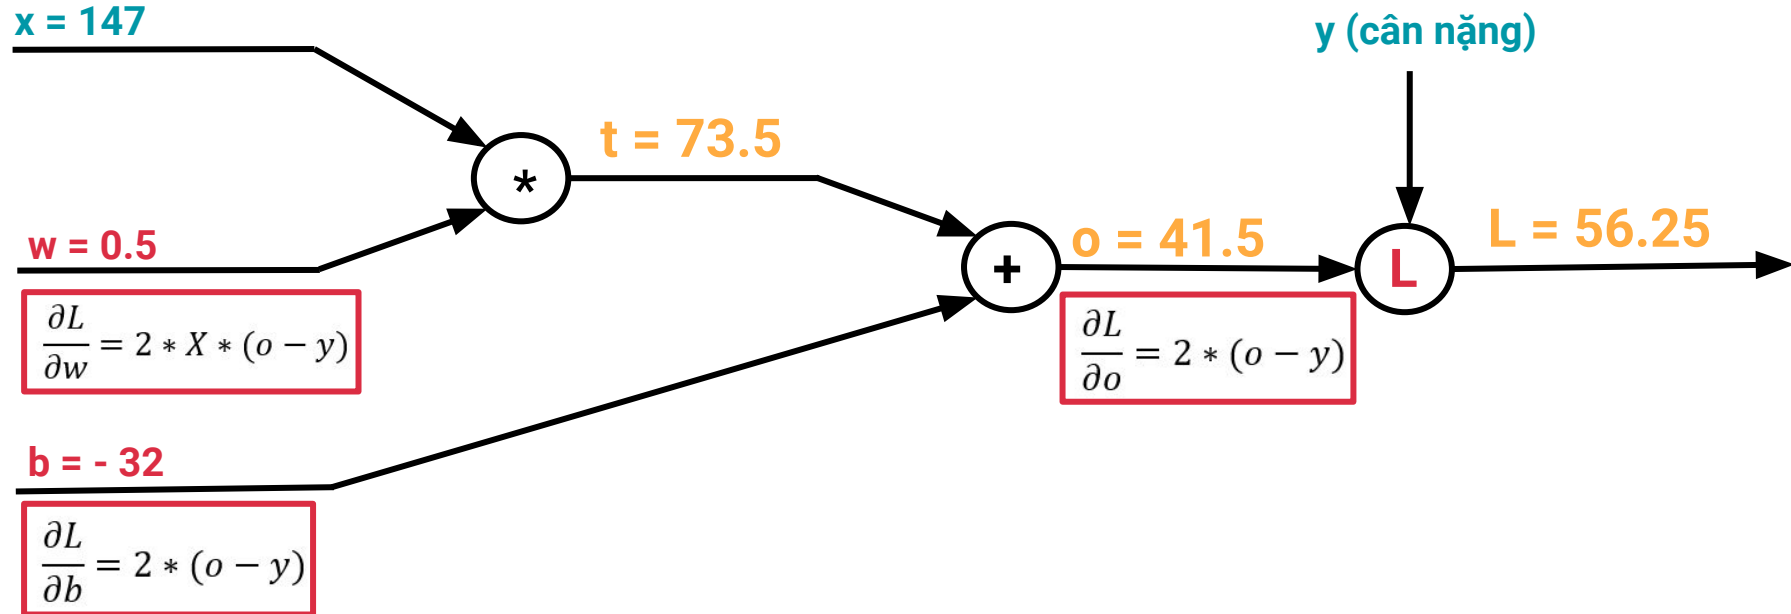 x = 147
y (cân nặng)
t = 73.5
*
w = 0.5
o = 41.5
L = 56.25
+
L
∂L/∂w = 2 * X * (o − y)
∂L/∂o = 2 * (o − y)
b = - 32
∂L/∂b = 2 * (o − y)